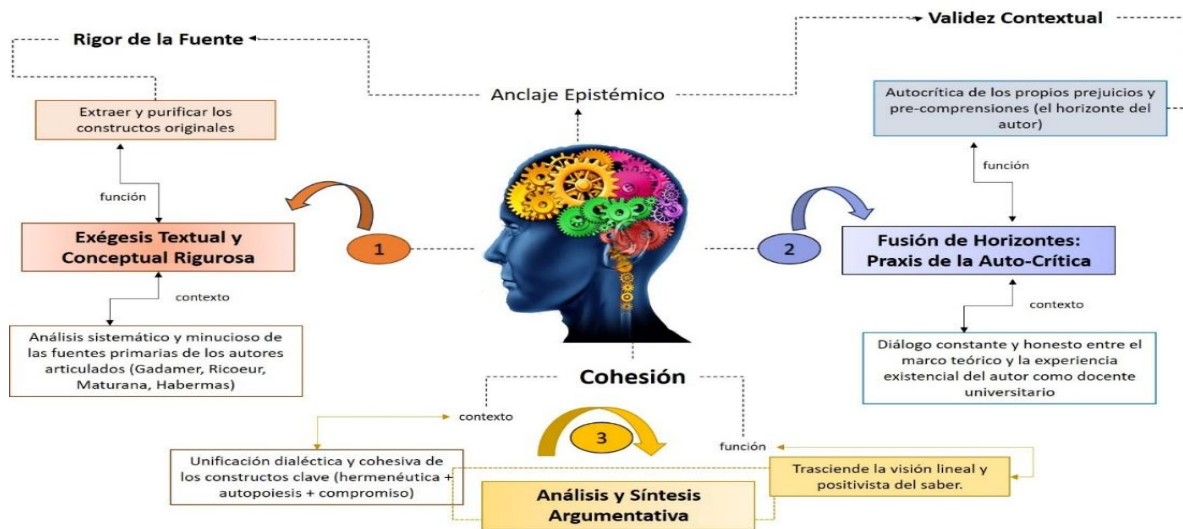 Rigor de la Fuente
Validez Contextual
Anclaje Epistémico
Extraer y purificar los
constructos originales
Autocrítica de los propios prejuicios y
pre-comprensiones (el horizonte del
autor)
función
función
Exégesis Textual y
Conceptual Rigurosa
1
2
Fusión de Horizontes:
Praxis de la Auto-Crítica
contexto
contexto
Análisis sistemático y minucioso de
las fuentes primarias de los autores
articulados (Gadamer, Ricoeur,
Maturana, Habermas)
Diálogo constante y honesto entre el
marco teórico y la experiencia
existencial del autor como docente
universitario
Cohesión
contexto
3
función
Unificación dialéctica y cohesiva de
los constructos clave (hermenéutica +
autopoiesis + compromiso)
Análisis y Síntesis
Argumentativa
Trasciende la visión lineal y
positivista del saber.